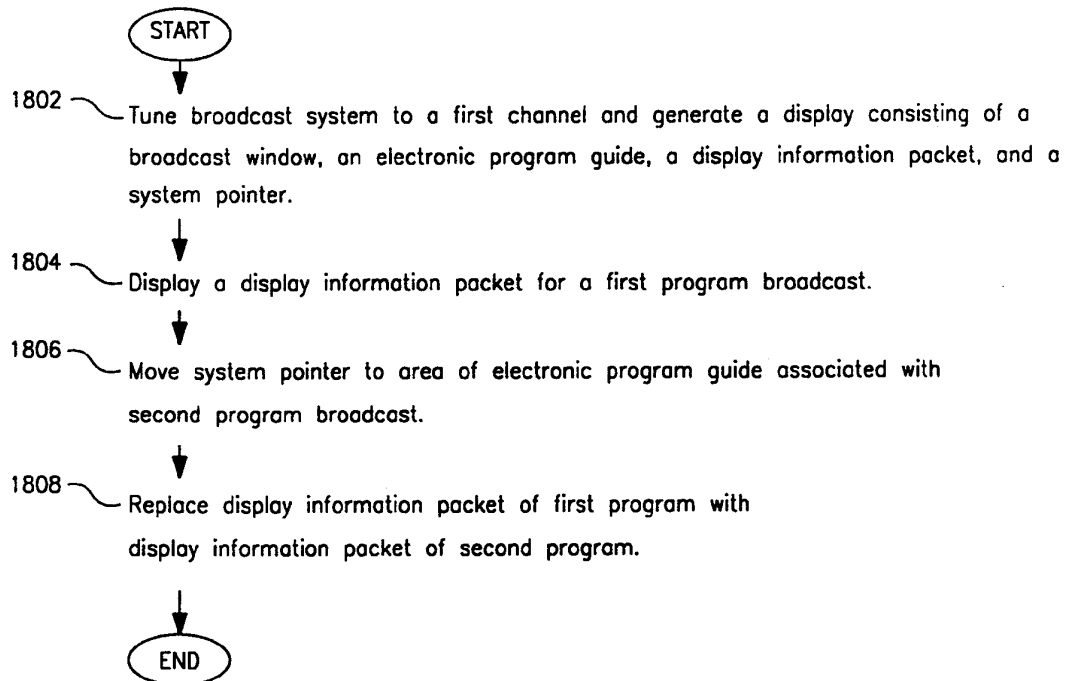 START
1802
Tune broadcast system to a first channel and generate a display consisting of a
broadcast window, an electronic program guide, a display information packet, and a
system pointer.
1804
Display a display information packet for a first program broadcast.
1806
Move system pointer to area of electronic program guide associated with
second program broadcast.
1808
Replace display information packet of first program with
display information packet of second program.
END